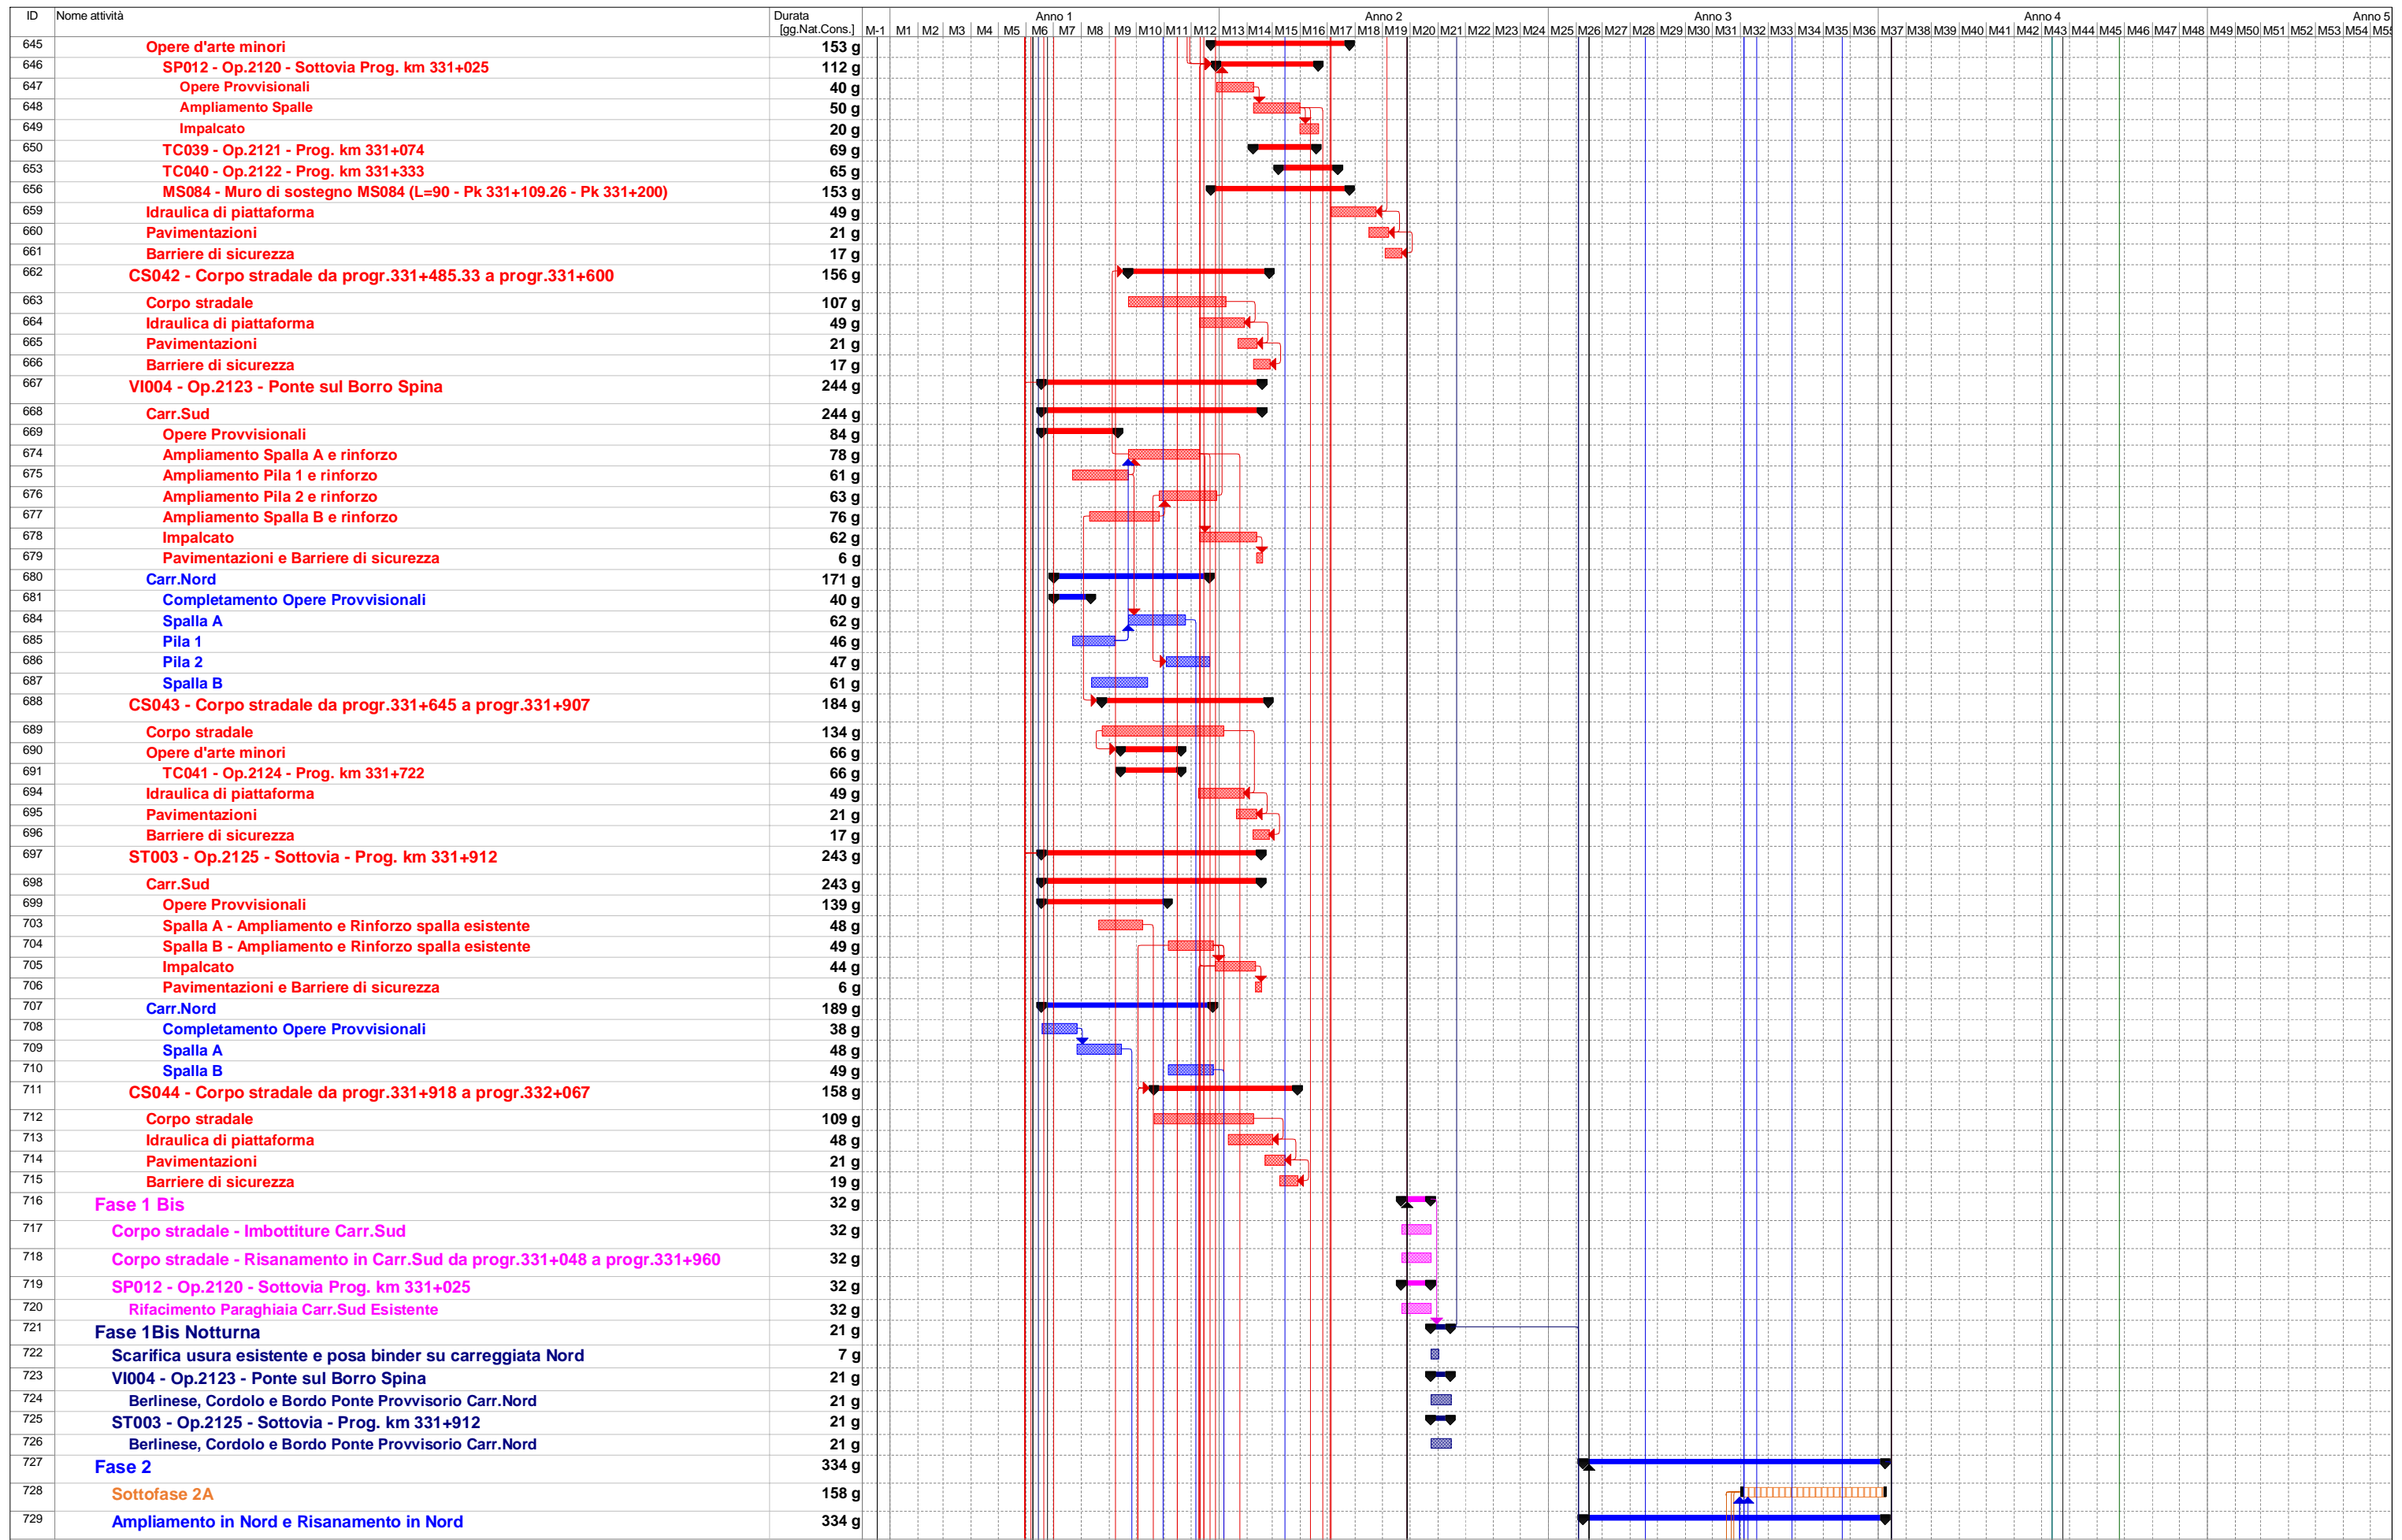 ID Nome attività Durata Anno 1 Anno 2 Anno 3 Anno 4 Anno 5
[gg.Nat.Cons.] M-1 M1 M2 M3 M4 M5 M6 M7 M8 M9 M10 M11 M12 M13 M14 M15 M16 M17 M18 M19 M20 M21 M22 M23 M24 M25 M26 M27 M28 M29 M30 M31 M32 M33 M34 M35 M36 M37 M38 M39 M40 M41 M42 M43 M44 M45 M46 M47 M48 M49 M50 M51 M52 M53 M54 M55
645 Opere d'arte minori 153 g
646 SP012 - Op.2120 - Sottovia Prog. km 331+025 112 g
647 Opere Provvisionali 40 g
648 Ampliamento Spalle 50 g
649 Impalcato 20 g
650 TC039 - Op.2121 - Prog. km 331+074 69 g
653 TC040 - Op.2122 - Prog. km 331+333 65 g
656 MS084 - Muro di sostegno MS084 (L=90 - Pk 331+109.26 - Pk 331+200) 153 g
659 Idraulica di piattaforma 49 g
660 Pavimentazioni 21 g
661 Barriere di sicurezza 17 g
662 CS042 - Corpo stradale da progr.331+485.33 a progr.331+600 156 g
663 Corpo stradale 107 g
664 Idraulica di piattaforma 49 g
665 Pavimentazioni 21 g
666 Barriere di sicurezza 17 g
667 VI004 - Op.2123 - Ponte sul Borro Spina 244 g
668 Carr.Sud 244 g
669 Opere Provvisionali 84 g
674 Ampliamento Spalla A e rinforzo 78 g
675 Ampliamento Pila 1 e rinforzo 61 g
676 Ampliamento Pila 2 e rinforzo 63 g
677 Ampliamento Spalla B e rinforzo 76 g
678 Impalcato 62 g
679 Pavimentazioni e Barriere di sicurezza 6 g
680 Carr.Nord 171 g
681 Completamento Opere Provvisionali 40 g
684 Spalla A 62 g
685 Pila 1 46 g
686 Pila 2 47 g
687 Spalla B 61 g
688 CS043 - Corpo stradale da progr.331+645 a progr.331+907 184 g
689 Corpo stradale 134 g
690 Opere d'arte minori 66 g
691 TC041 - Op.2124 - Prog. km 331+722 66 g
694 Idraulica di piattaforma 49 g
695 Pavimentazioni 21 g
696 Barriere di sicurezza 17 g
697 ST003 - Op.2125 - Sottovia - Prog. km 331+912 243 g
698 Carr.Sud 243 g
699 Opere Provvisionali 139 g
703 Spalla A - Ampliamento e Rinforzo spalla esistente 48 g
704 Spalla B - Ampliamento e Rinforzo spalla esistente 49 g
705 Impalcato 44 g
706 Pavimentazioni e Barriere di sicurezza 6 g
707 Carr.Nord 189 g
708 Completamento Opere Provvisionali 38 g
709 Spalla A 48 g
710 Spalla B 49 g
711 CS044 - Corpo stradale da progr.331+918 a progr.332+067 158 g
712 Corpo stradale 109 g
713 Idraulica di piattaforma 48 g
714 Pavimentazioni 21 g
715 Barriere di sicurezza 19 g
716 Fase 1 Bis 32 g
717 Corpo stradale - Imbottiture Carr.Sud 32 g
718 Corpo stradale - Risanamento in Carr.Sud da progr.331+048 a progr.331+960 32 g
719 SP012 - Op.2120 - Sottovia Prog. km 331+025 32 g
720 Rifacimento Paraghiaia Carr.Sud Esistente 32 g
721 Fase 1Bis Notturna 21 g
722 Scarifica usura esistente e posa binder su carreggiata Nord 7 g
723 VI004 - Op.2123 - Ponte sul Borro Spina 21 g
724 Berlinese, Cordolo e Bordo Ponte Provvisorio Carr.Nord 21 g
725 ST003 - Op.2125 - Sottovia - Prog. km 331+912 21 g
726 Berlinese, Cordolo e Bordo Ponte Provvisorio Carr.Nord 21 g
727 Fase 2 334 g
728 Sottofase 2A 158 g
729 Ampliamento in Nord e Risanamento in Nord 334 g